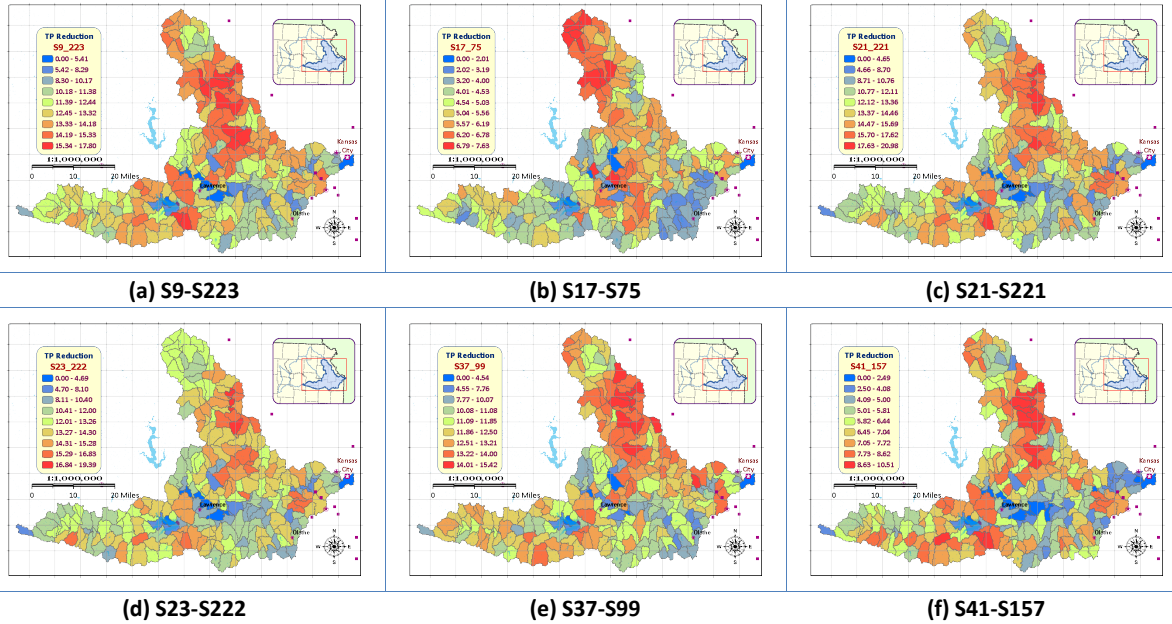 TP Reduction
S9_223
0.00 - 5.41
5.42 - 8.29
8.30 - 10.17
10.18 - 11.38
11.39 - 12.44
12.45 - 13.32
13.33 - 14.18
14.19 - 15.33
15.34 - 17.80
1:1,000,000
0 10 20 Miles
Kansas
City
Lawrence
Olathe
N
W E
S
(a) S9-S223
TP Reduction
S17_75
0.00 - 2.01
2.02 - 3.19
3.20 - 4.00
4.01 - 4.53
4.54 - 5.03
5.04 - 5.56
5.57 - 6.19
6.20 - 6.78
6.79 - 7.63
1:1,000,000
0 10 20 Miles
Kansas
City
Lawrence
Olathe
N
W E
S
(b) S17-S75
TP Reduction
S21_221
0.00 - 4.65
4.66 - 8.70
8.71 - 10.76
10.77 - 12.11
12.12 - 13.36
13.37 - 14.46
14.47 - 15.69
15.70 - 17.62
17.63 - 20.98
1:1,000,000
0 10 20 Miles
Kansas
City
Lawrence
Olathe
N
W E
S
(c) S21-S221
TP Reduction
S23_222
0.00 - 4.69
4.70 - 8.10
8.11 - 10.40
10.41 - 12.00
12.01 - 13.26
13.27 - 14.30
14.31 - 15.28
15.29 - 16.83
16.84 - 19.39
1:1,000,000
0 10 20 Miles
Kansas
City
Lawrence
Olathe
N
W E
S
(d) S23-S222
TP Reduction
S37_99
0.00 - 4.54
4.55 - 7.76
7.77 - 10.07
10.08 - 11.08
11.09 - 11.85
11.86 - 12.50
12.51 - 13.21
13.22 - 14.00
14.01 - 15.42
1:1,000,000
0 10 20 Miles
Kansas
City
Lawrence
Olathe
N
W E
S
(e) S37-S99
TP Reduction
S41_157
0.00 - 2.49
2.50 - 4.08
4.09 - 5.00
5.01 - 5.81
5.82 - 6.44
6.45 - 7.04
7.05 - 7.72
7.73 - 8.62
8.63 - 10.51
1:1,000,000
0 10 20 Miles
Kansas
City
Lawrence
Olathe
N
W E
S
(f) S41-S157